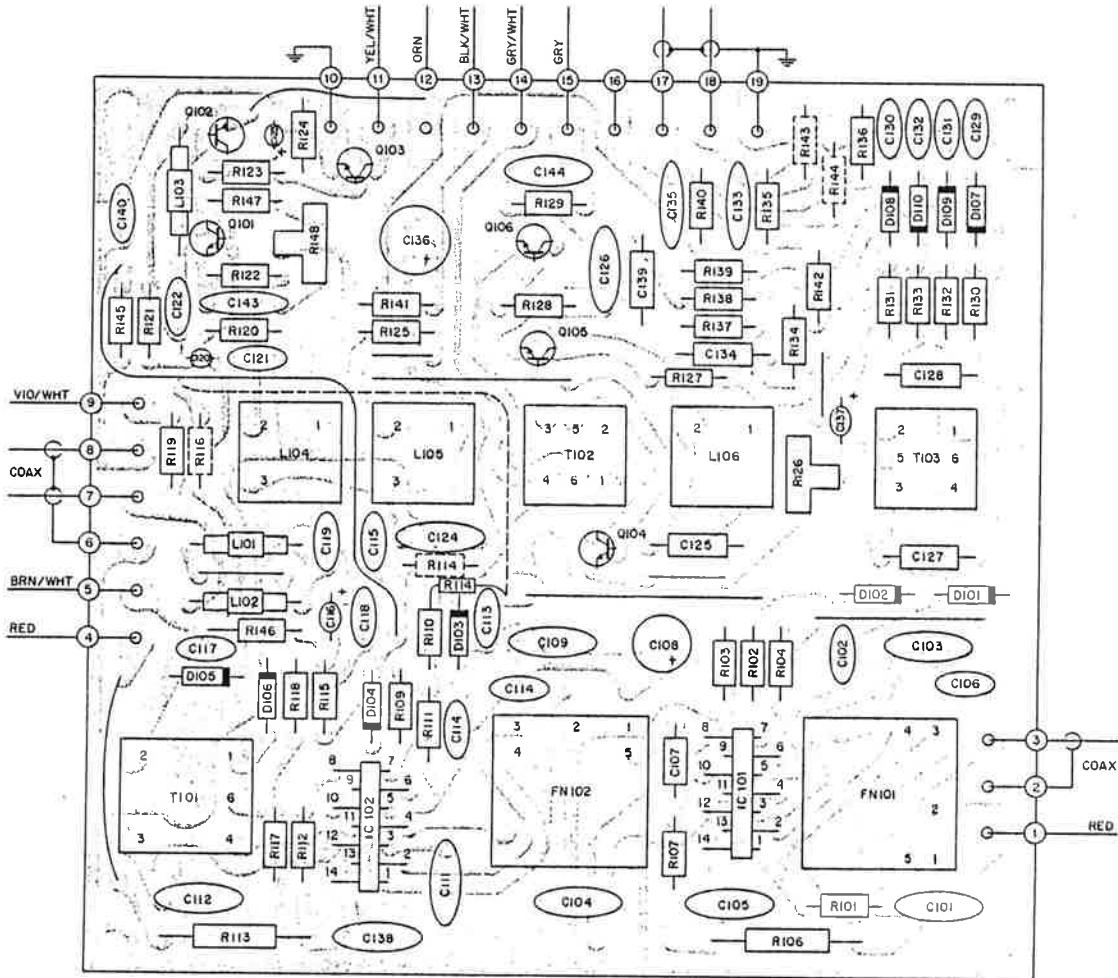 YEL/WHT
ORN
BLK/WHT
GRY/WHT
GRY
10 11 12 13 14 15 16 17 18 19
Q102
R124
Q103
R123
L103
R147
C140
Q101
R148
R122
C143
R120
C122
R145
R121
C121
C136
+
R141
R125
C144
R129
Q106
C126
C139
R128
Q105
C135
R140
C133
R135
R143
R144
R136
C130
C132
C131
C129
D108
D110
D109
D107
R139
R138
R137
C134
R127
R142
R134
R131
R133
R132
R130
C128
C137
+
VIO/WHT
9
8
COAX
7
6
BRN/WHT
5
RED
4
R119
R116
2 1
L104
3
2 1
L105
3
3 5 2
T102
4 6 1
2 1
L106
R126
2 1
5 T103 6
3 4
L101
C119
C115
C124
R114
R114
Q104
C125
C127
L102
R146
C116
+
C118
R110
D103
C113
D102
D101
C117
D105
C109
C108
+
R103
R102
R104
C102
C103
C106
D106
R118
R115
D104
R109
R111
C114
C114
2 1
T101 6
3 4
8 7
9 6
10 5
11 4
12 3
13 2
14 1
IC 102
3 2 1
4 5
FN102
C107
R107
8 7
9 6
10 5
11 4
12 3
13 2
14 1
IC 101
4 3
FN101
2
5 1
3
COAX
2
RED
1
R117
R112
C111
C112
R113
C138
C104
C105
R106
R101
C101